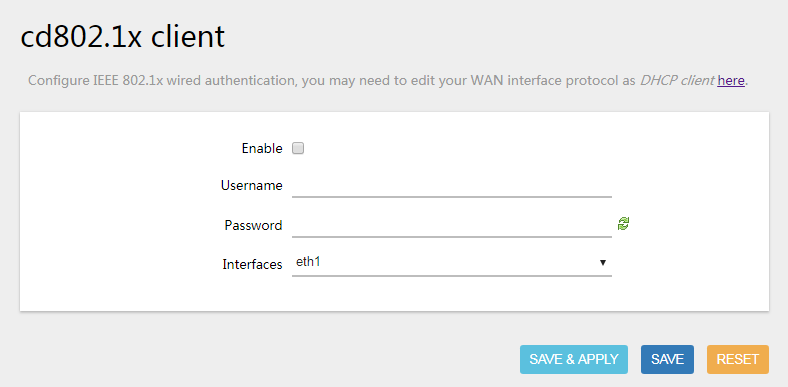 cd802.1x client
Configure IEEE 802.1x wired authentication, you may need to edit your WAN interface protocol as DHCP client here.
Enable
Username
Password
Interfaces eth1
SAVE & APPLY SAVE RESET